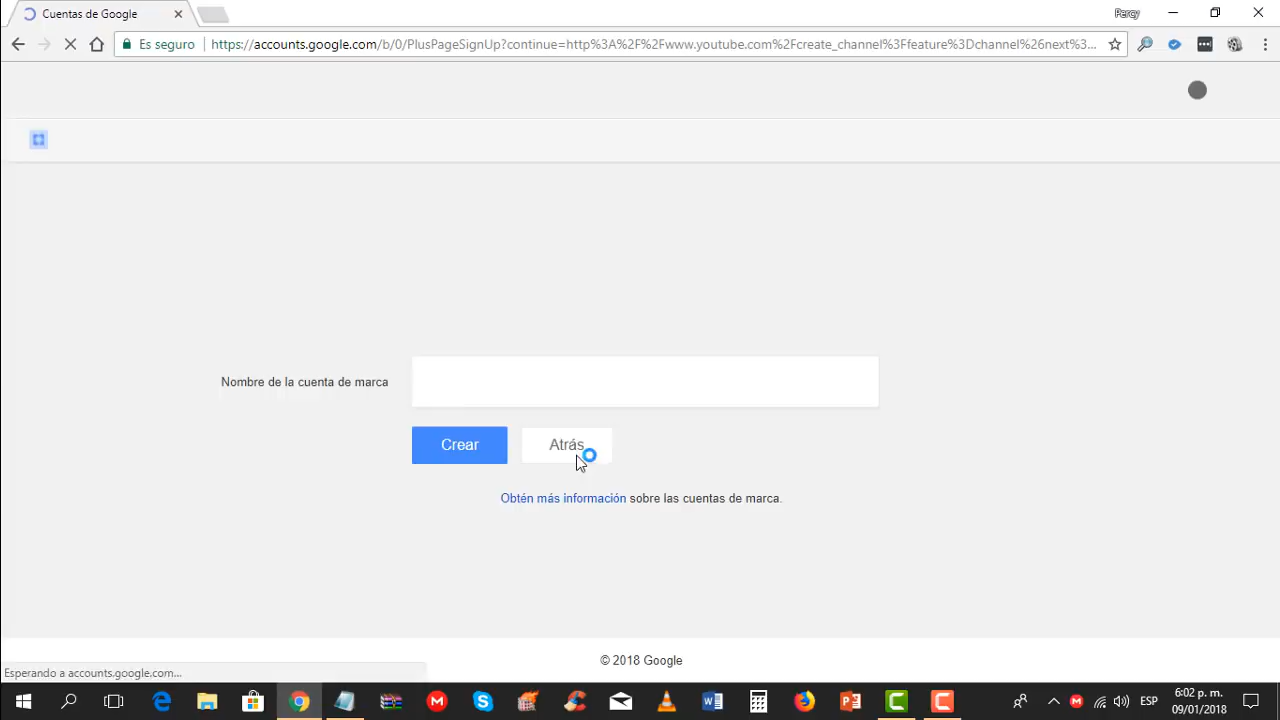 Cuentas de Google
Percy
Es seguro
https://accounts.google.com/b/0/PlusPageSignUp?continue=http%3A%2F%2Fwww.youtube.com%2Fcreate_channel%3Ffeature%3Dchannel%26next%3...
Nombre de la cuenta de marca
Crear
Atrás
Obtén más información sobre las cuentas de marca.
© 2018 Google
Esperando a accounts.google.com...
ESP
6:02 p. m.
09/01/2018